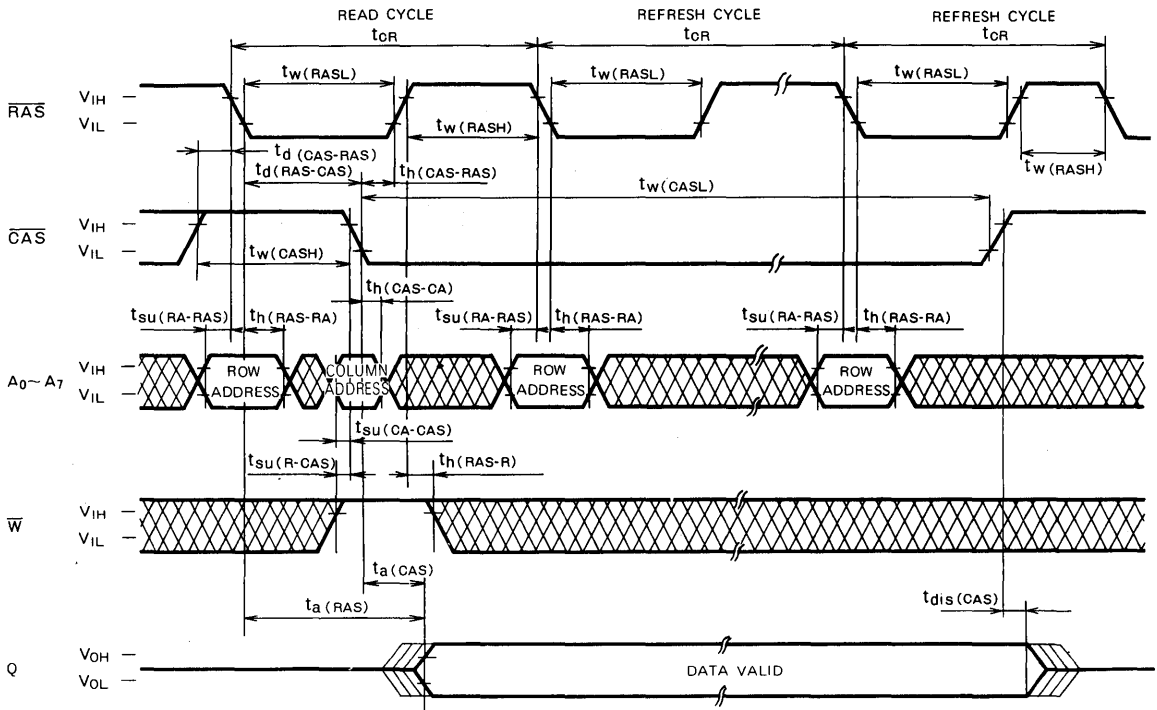 READ CYCLE REFRESH CYCLE REFRESH CYCLE
tCR tCR tCR
tw(RASL) tw(RASL) tw(RASL)
RAS VIH
VIL
tw(RASH) tw(RASH)
td(CAS-RAS)
td(RAS-CAS) th(CAS-RAS)
tw(CASL)
CAS VIH
VIL
tw(CASH)
th(CAS-CA)
tsu(RA-RAS) th(RAS-RA) tsu(RA-RAS) th(RAS-RA) tsu(RA-RAS) th(RAS-RA)
A0~A7 VIH
VIL
ROW ADDRESS
COLUMN ADDRESS
ROW ADDRESS
ROW ADDRESS
tsu(CA-CAS)
tsu(R-CAS) th(RAS-R)
W VIH
VIL
ta(CAS)
ta(RAS)
tdis(CAS)
Q VOH
VOL
DATA VALID